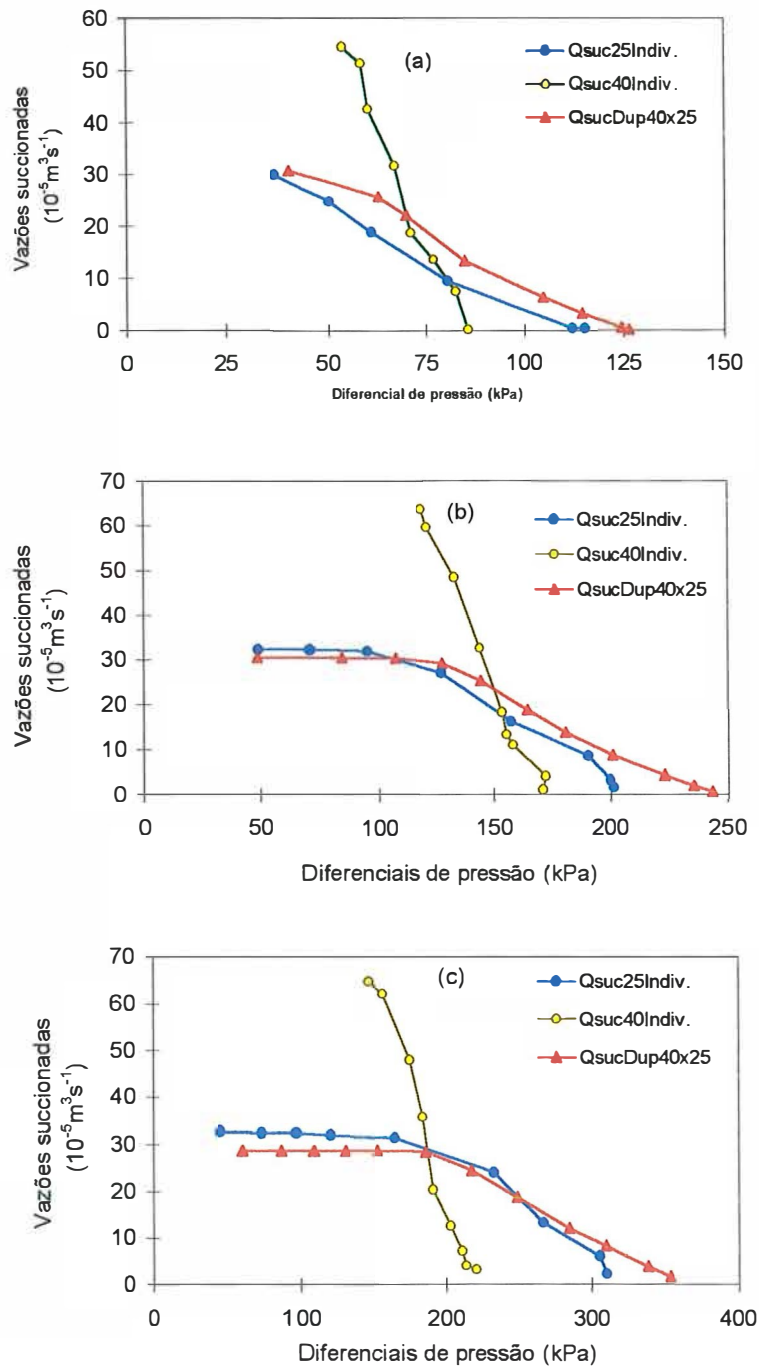 (a)
Qsuc25Indiv.
Qsuc40Indiv.
QsucDup40x25
Vazões succionadas
(10⁻⁵m³s⁻¹)
60
50
40
30
20
10
0
0 25 50 75 100 125 150
Diferencial de pressão (kPa)
(b)
Qsuc25Indiv.
Qsuc40Indiv.
QsucDup40x25
Vazões succionadas
(10⁻⁵m³s⁻¹)
70
60
50
40
30
20
10
0
0 50 100 150 200 250
Diferenciais de pressão (kPa)
(c)
Qsuc25Indiv.
Qsuc40Indiv.
QsucDup40x25
Vazões succionadas
(10⁻⁵m³s⁻¹)
70
60
50
40
30
20
10
0
0 100 200 300 400
Diferenciais de pressão (kPa)